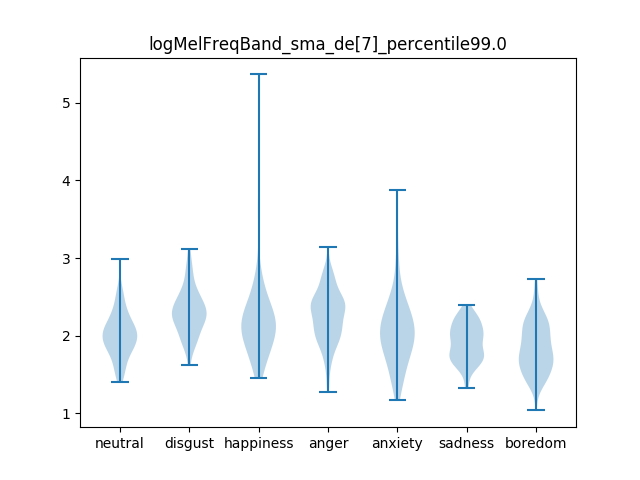 logMelFreqBand_sma_de[7]_percentile99.0
5
4
3
2
1
neutral disgust happiness anger anxiety sadness boredom